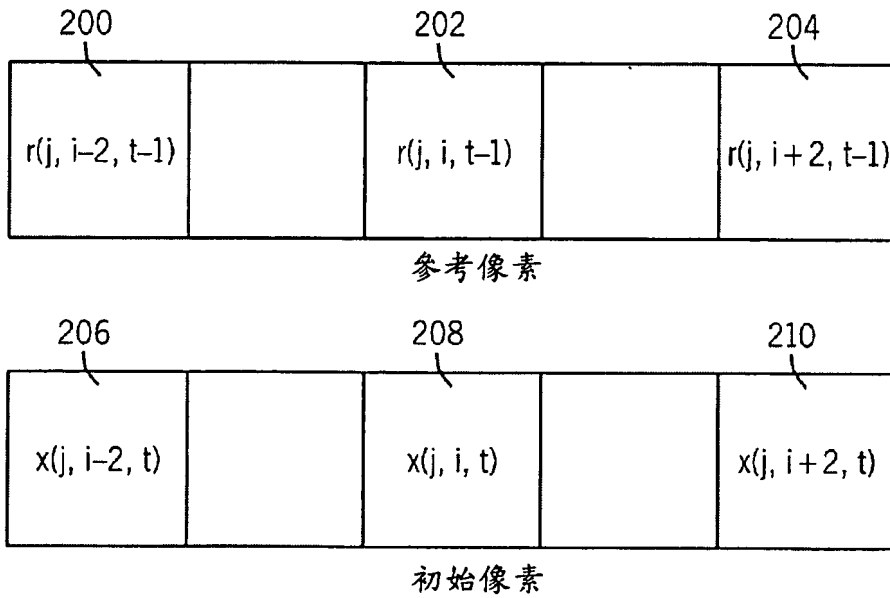 200 202 204
r(j, i–2, t–1) r(j, i, t–1) r(j, i+2, t–1)
參考像素
206 208 210
x(j, i–2, t) x(j, i, t) x(j, i+2, t)
初始像素